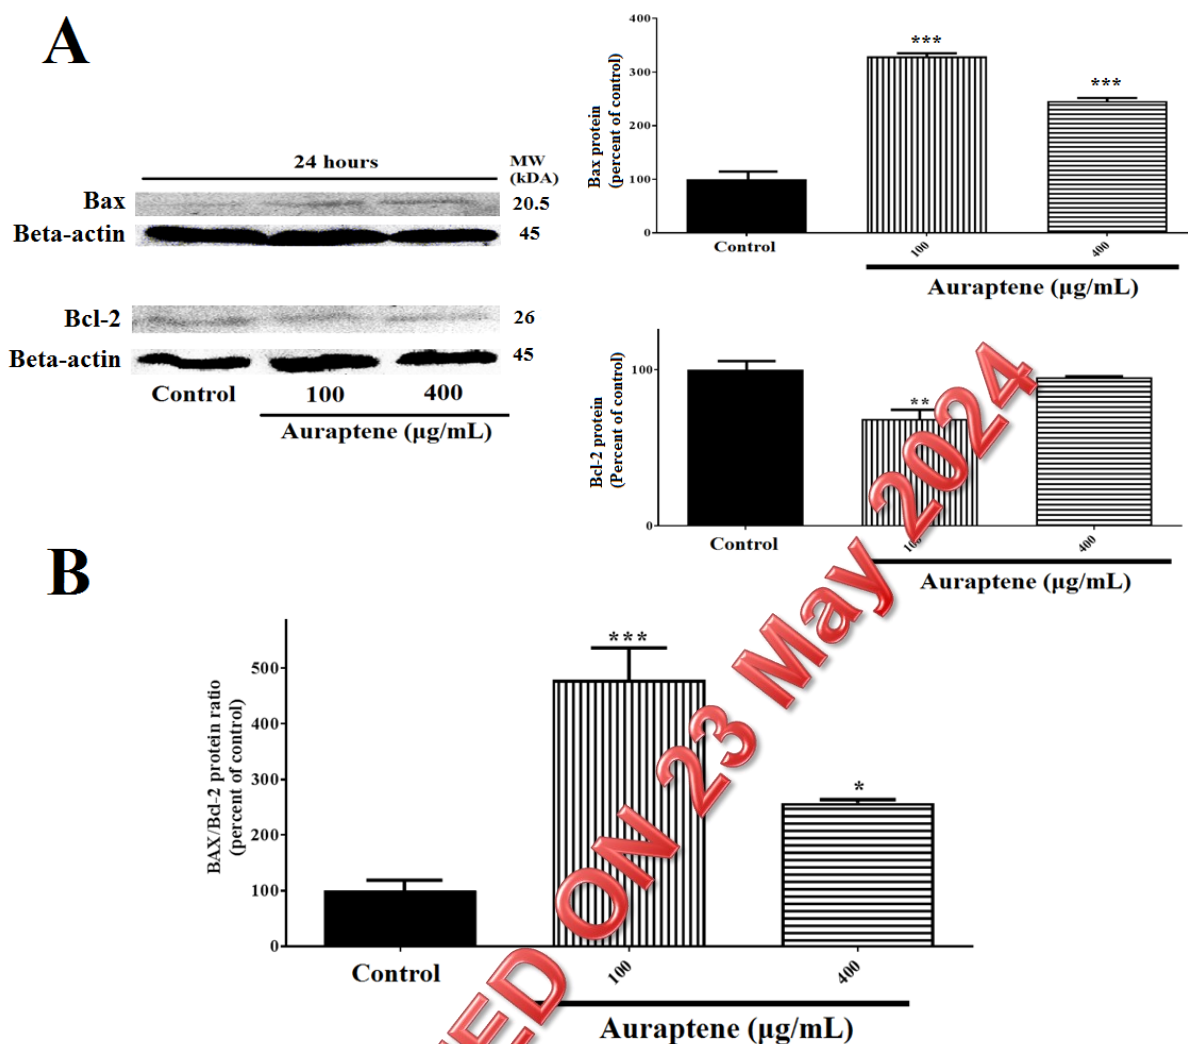 A
24 hours
MW
(kDA)
Bax
20.5
Beta-actin
45
Bcl-2
26
Beta-actin
45
Control
100
400
Auraptene (µg/mL)
Bax protein
(percent of control)
400
300
200
100
0
***
***
Control
100
400
Auraptene (µg/mL)
Bcl-2 protein
(Percent of control)
100
0
**
Control
100
400
Auraptene (µg/mL)
B
BAX/Bcl-2 protein ratio
(percent of control)
500
400
300
200
100
0
***
*
Control
100
400
Auraptene (µg/mL)
ON 23 May 2024